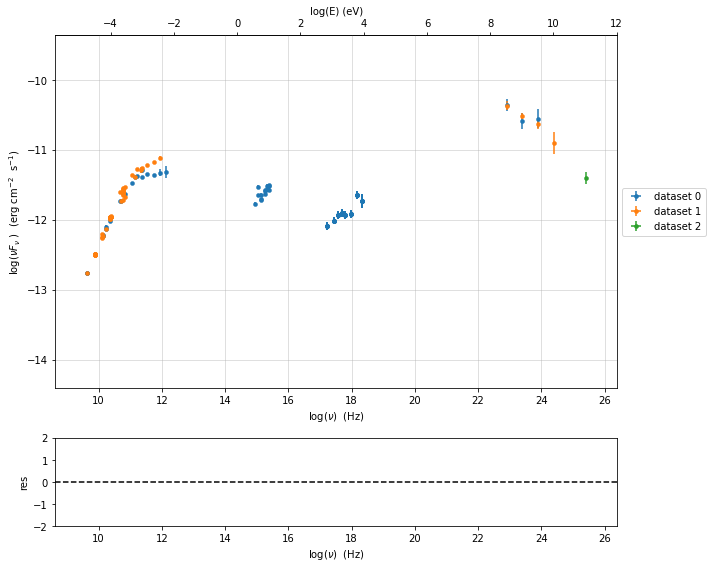 log(E) (eV)
−4 −2 0 2 4 6 8 10 12
−10
−11
−12
−13
−14
log(νFν ) (erg cm⁻² s⁻¹)
dataset 0
dataset 1
dataset 2
10 12 14 16 18 20 22 24 26
log(ν) (Hz)
2
1
0
−1
−2
res
10 12 14 16 18 20 22 24 26
log(ν) (Hz)